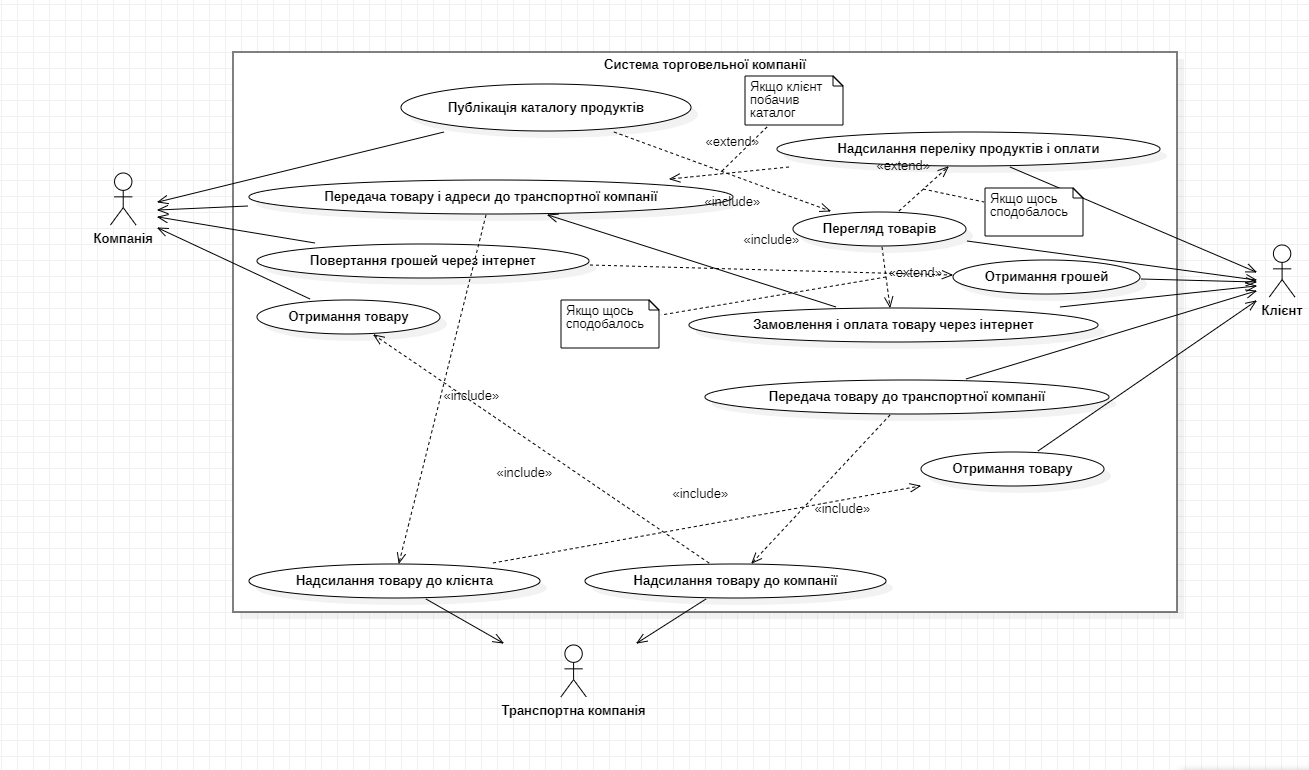 Система торговельної компанії
Якщо клієнт
побачив
каталог
Публікація каталогу продуктів
«extend»
Надсилання переліку продуктів і оплати
«extend»
Передача товару і адреси до транспортної компанії
«include»
Якщо щось
сподобалось
Перегляд товарів
Компанія
«include»
Повертання грошей через інтернет
«extend»
Отримання грошей
Якщо щось
сподобалось
Отримання товару
Замовлення і оплата товару через інтернет
Клієнт
«include»
Передача товару до транспортної компанії
«include»
Отримання товару
«include»
«include»
Надсилання товару до клієнта
Надсилання товару до компанії
Транспортна компанія